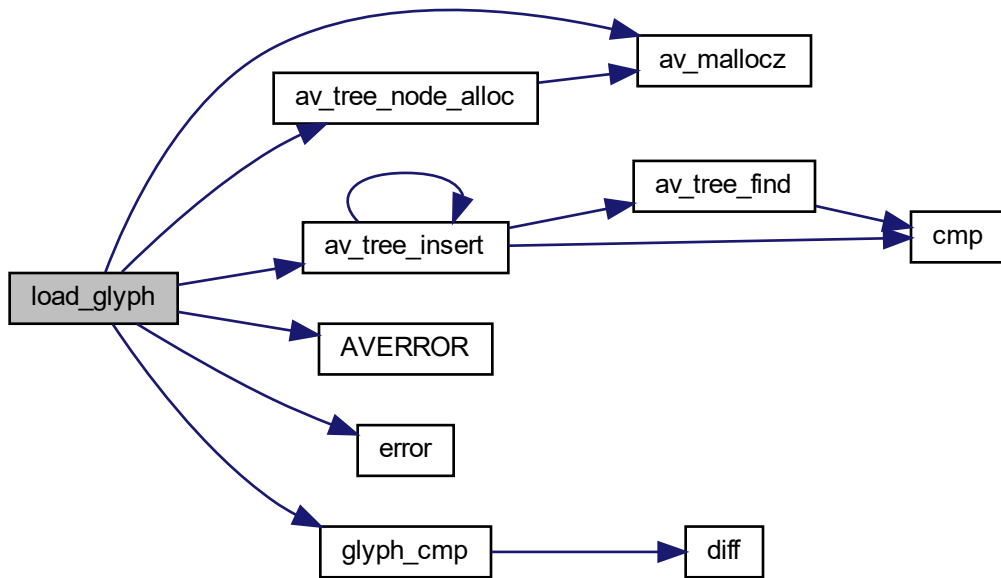 av_mallocz
av_tree_node_alloc
av_tree_find
av_tree_insert
cmp
load_glyph
AVERROR
error
glyph_cmp
diff